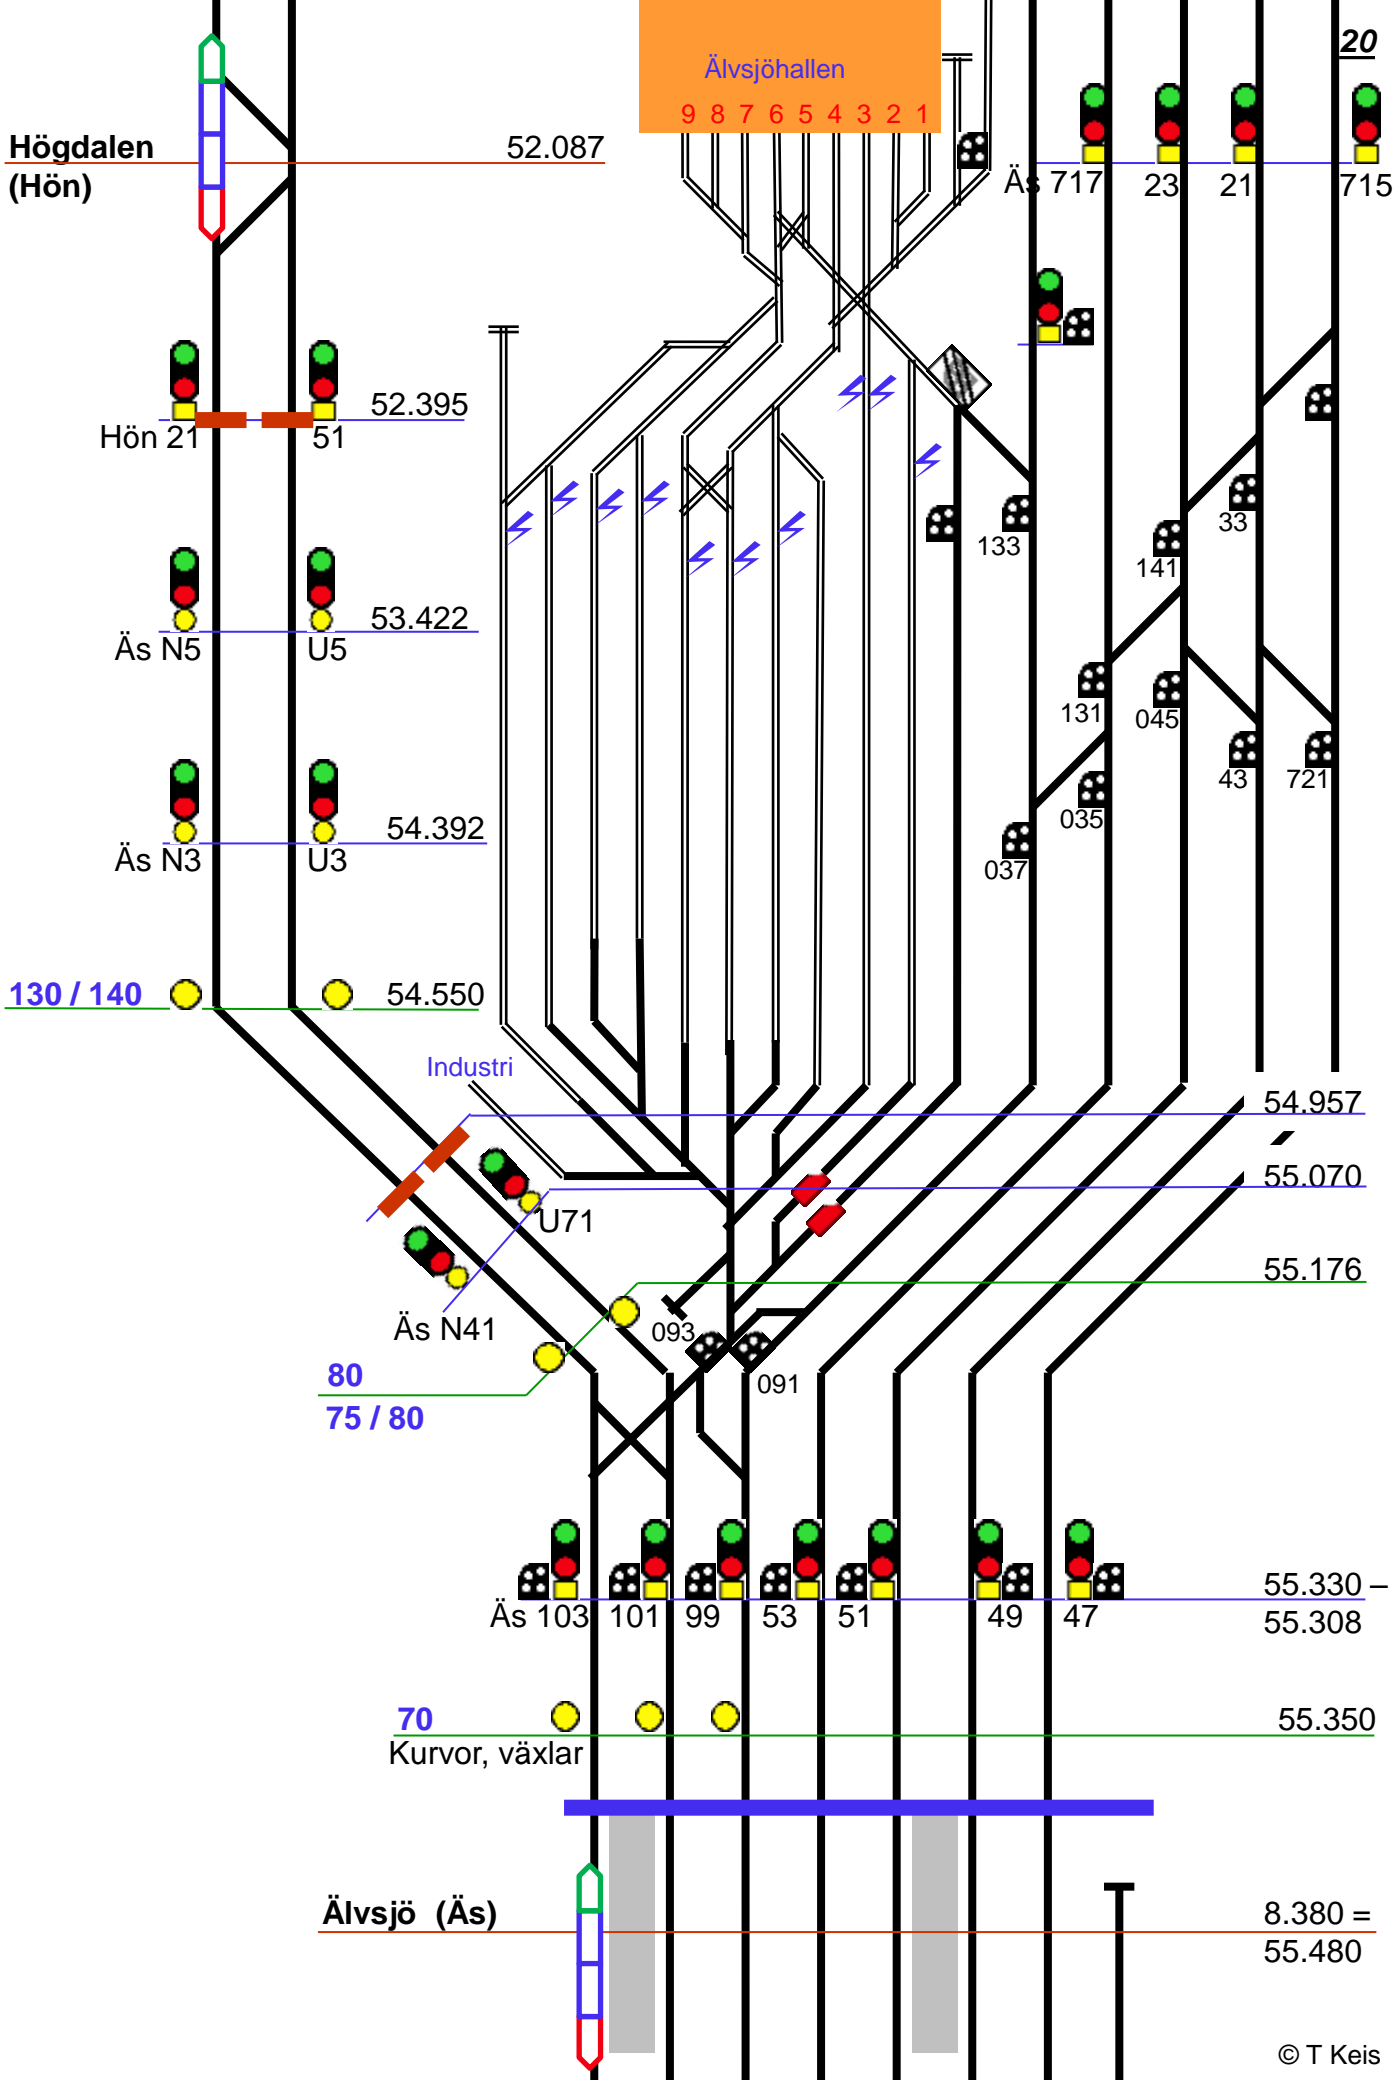 20
Älvsjöhallen
9 8 7 6 5 4 3 2 1
Högdalen
(Hön)
52.087
Äs 717 23 21 715
Hön 21 51 52.395
33
133
141
Äs N5 U5 53.422
131
045
43
721
035
Äs N3 U3 54.392
037
130 / 140 54.550
Industri
54.957
55.070
U71
55.176
Äs N41
093
091
80
75 / 80
55.330 –
Äs 103 101 99 53 51 49 47
55.308
70 55.350
Kurvor, växlar
Älvsjö (Äs)
8.380 =
55.480
© T Keis